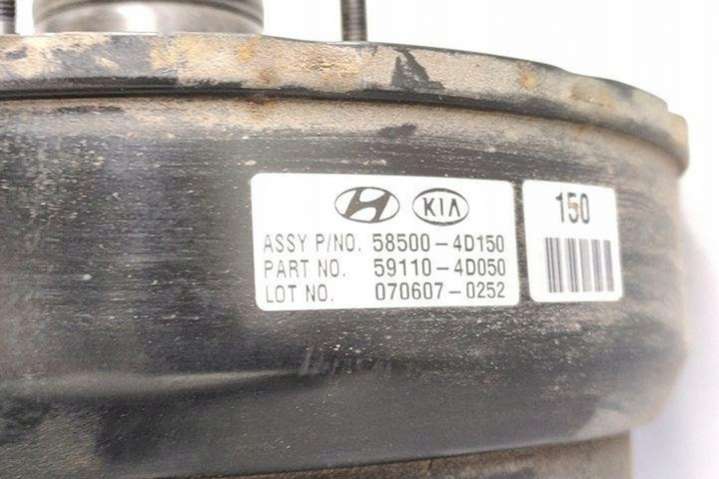 KIA
150
ASSY P/NO. 58500-4D150
PART NO. 59110-4D050
LOT NO. 070607-0252